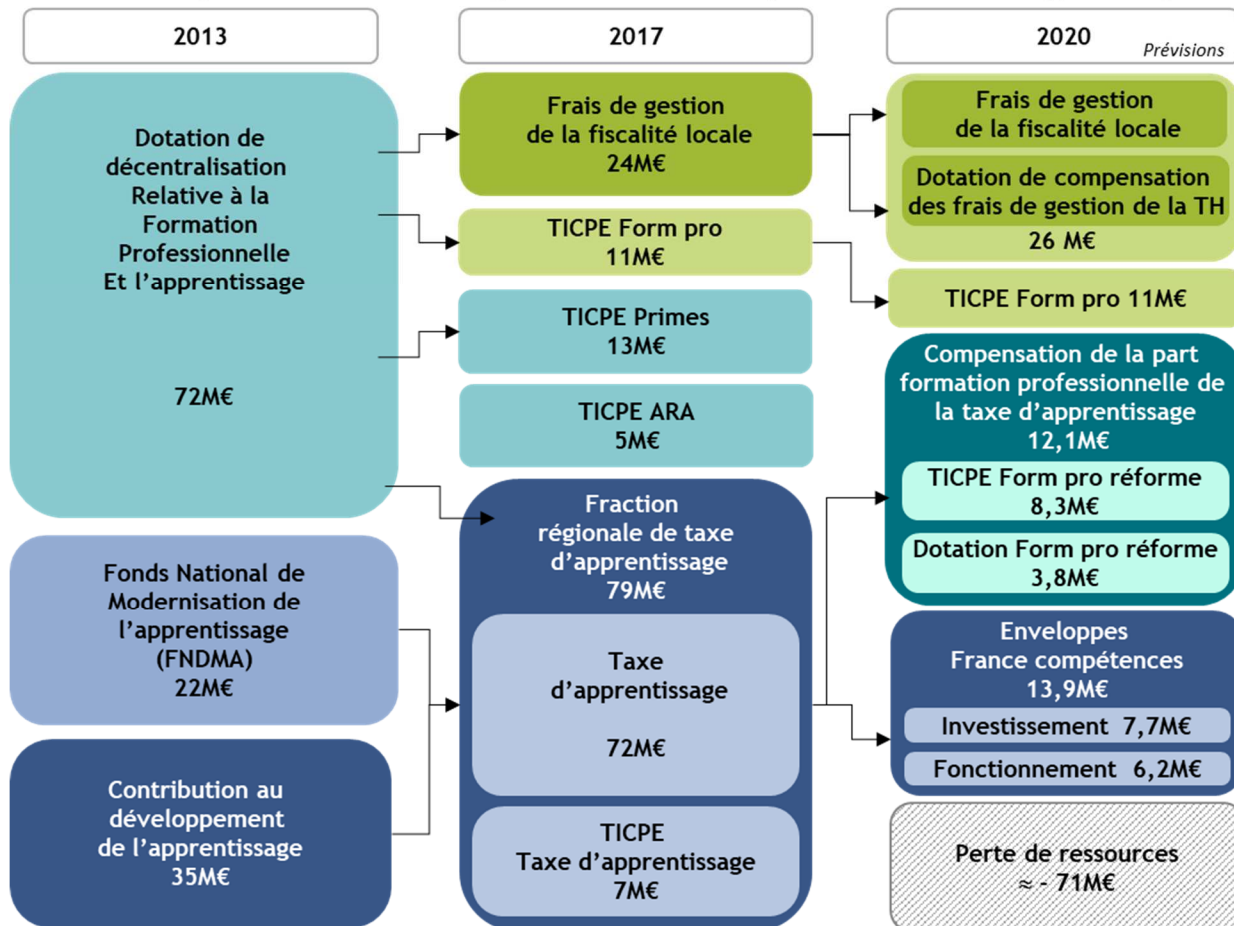 2013
Dotation de
décentralisation
Relative à la
Formation
Professionnelle
Et l'apprentissage
72M€
Fonds National de
Modernisation de
l'apprentissage
(FNDMA)
22M€
Contribution au
développement
de l'apprentissage
35M€
2017
Frais de gestion
de la fiscalité locale
24M€
TICPE Form pro
11M€
TICPE Primes
13M€
TICPE ARA
5M€
Fraction
régionale de taxe
d'apprentissage
79M€
Taxe
d'apprentissage
72M€
TICPE
Taxe d'apprentissage
7M€
2020
Prévisions
Frais de gestion
de la fiscalité locale
Dotation de compensation
des frais de gestion de la TH
26 M€
TICPE Form pro 11M€
Compensation de la part
formation professionnelle de
la taxe d'apprentissage
12,1M€
TICPE Form pro réforme
8,3M€
Dotation Form pro réforme
3,8M€
Enveloppes
France compétences
13,9M€
Investissement 7,7M€
Fonctionnement 6,2M€
Perte de ressources
≈ - 71M€